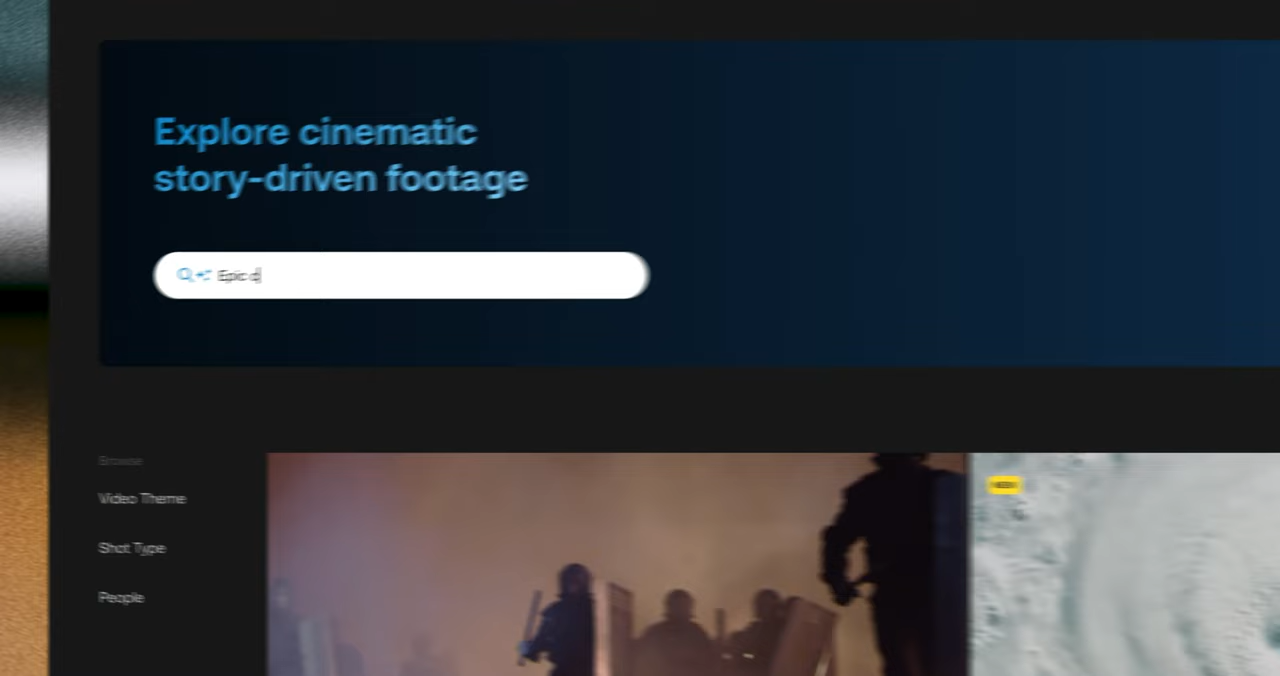 Explore cinematic
story-driven footage
Epic d
Browse
Video Theme
Shot Type
People